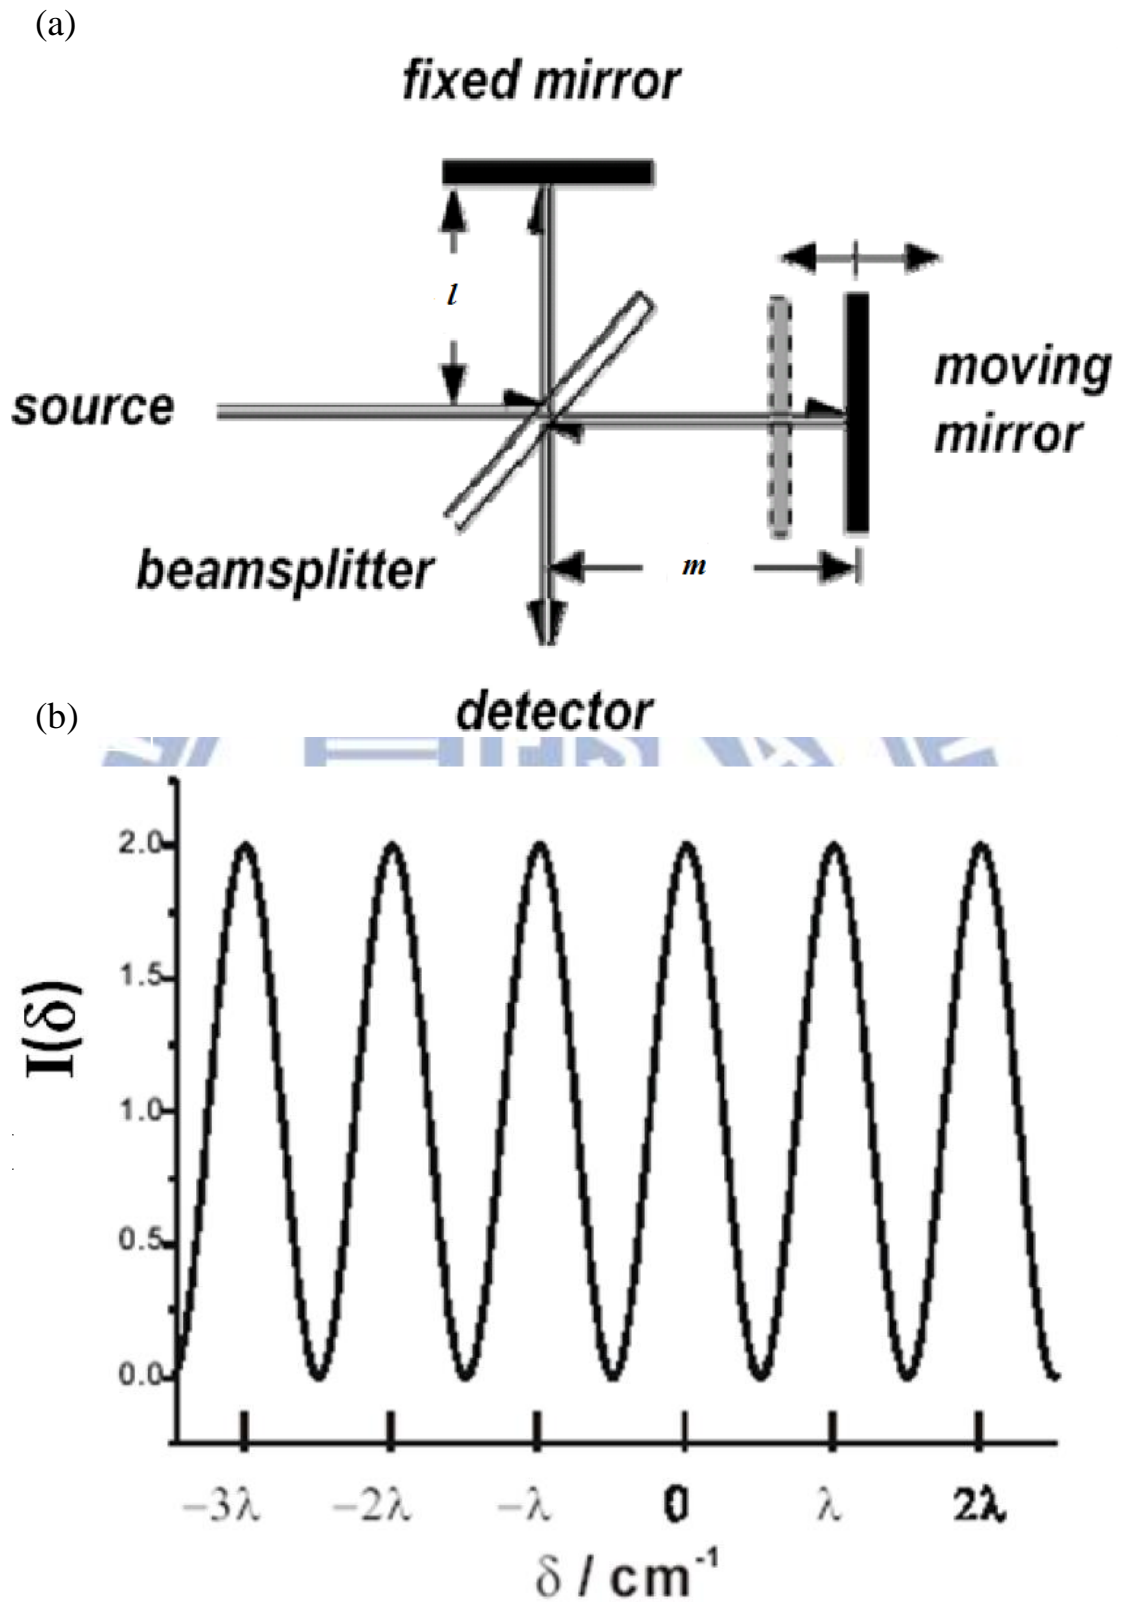 (a)
fixed mirror
l
source
moving
mirror
beamsplitter
m
(b)
detector
2.0
1.5
1.0
0.5
0.0
I(δ)
−3λ −2λ −λ 0 λ 2λ
δ / cm⁻¹